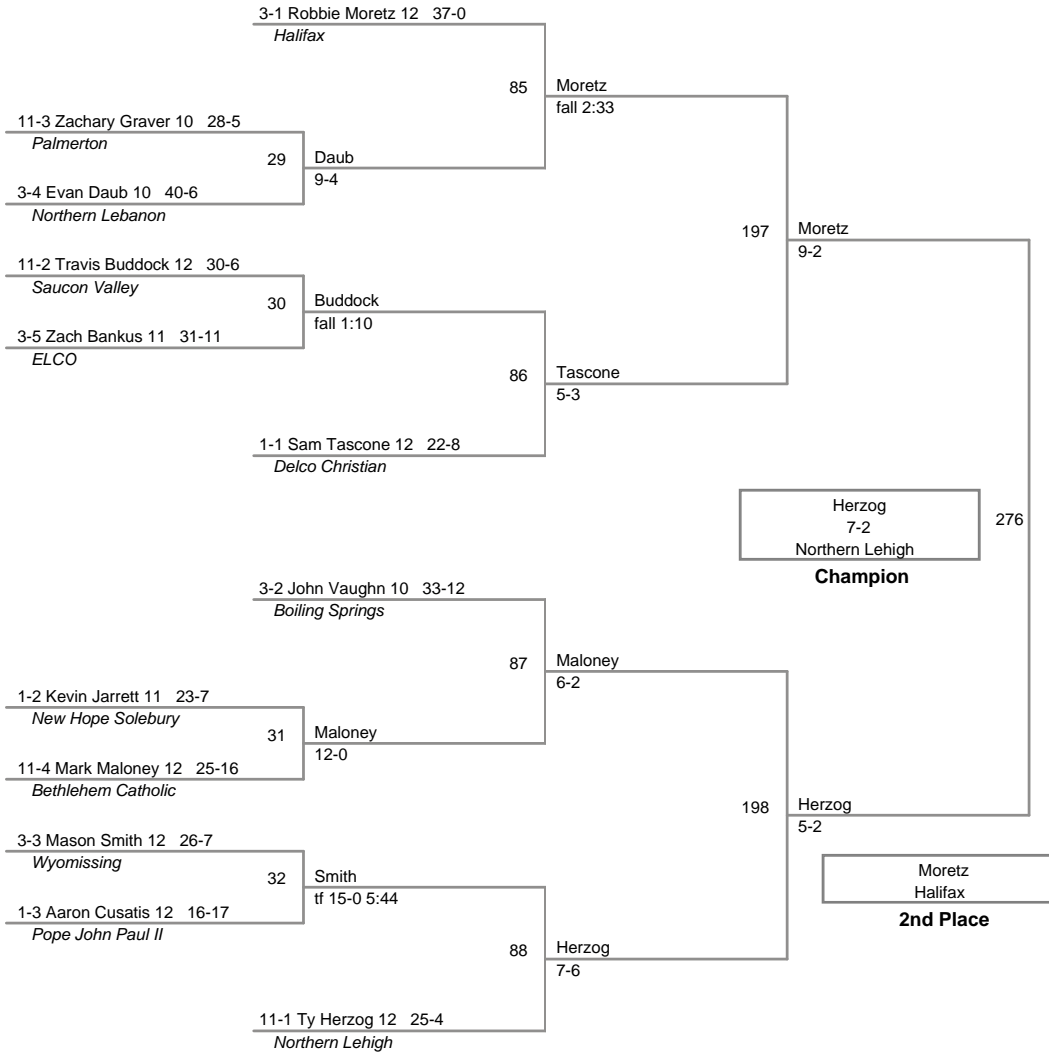 3-1 Robbie Moretz 12 37-0
Halifax
85
Moretz
fall 2:33
11-3 Zachary Graver 10 28-5
Palmerton
29
Daub
9-4
3-4 Evan Daub 10 40-6
Northern Lebanon
197
Moretz
9-2
11-2 Travis Buddock 12 30-6
Saucon Valley
30
Buddock
fall 1:10
3-5 Zach Bankus 11 31-11
ELCO
86
Tascone
5-3
1-1 Sam Tascone 12 22-8
Delco Christian
Herzog
7-2
Northern Lehigh
Champion
276
3-2 John Vaughn 10 33-12
Boiling Springs
87
Maloney
6-2
1-2 Kevin Jarrett 11 23-7
New Hope Solebury
31
Maloney
12-0
11-4 Mark Maloney 12 25-16
Bethlehem Catholic
198
Herzog
5-2
3-3 Mason Smith 12 26-7
Wyomissing
32
Smith
tf 15-0 5:44
1-3 Aaron Cusatis 12 16-17
Pope John Paul II
Moretz
Halifax
2nd Place
88
Herzog
7-6
11-1 Ty Herzog 12 25-4
Northern Lehigh